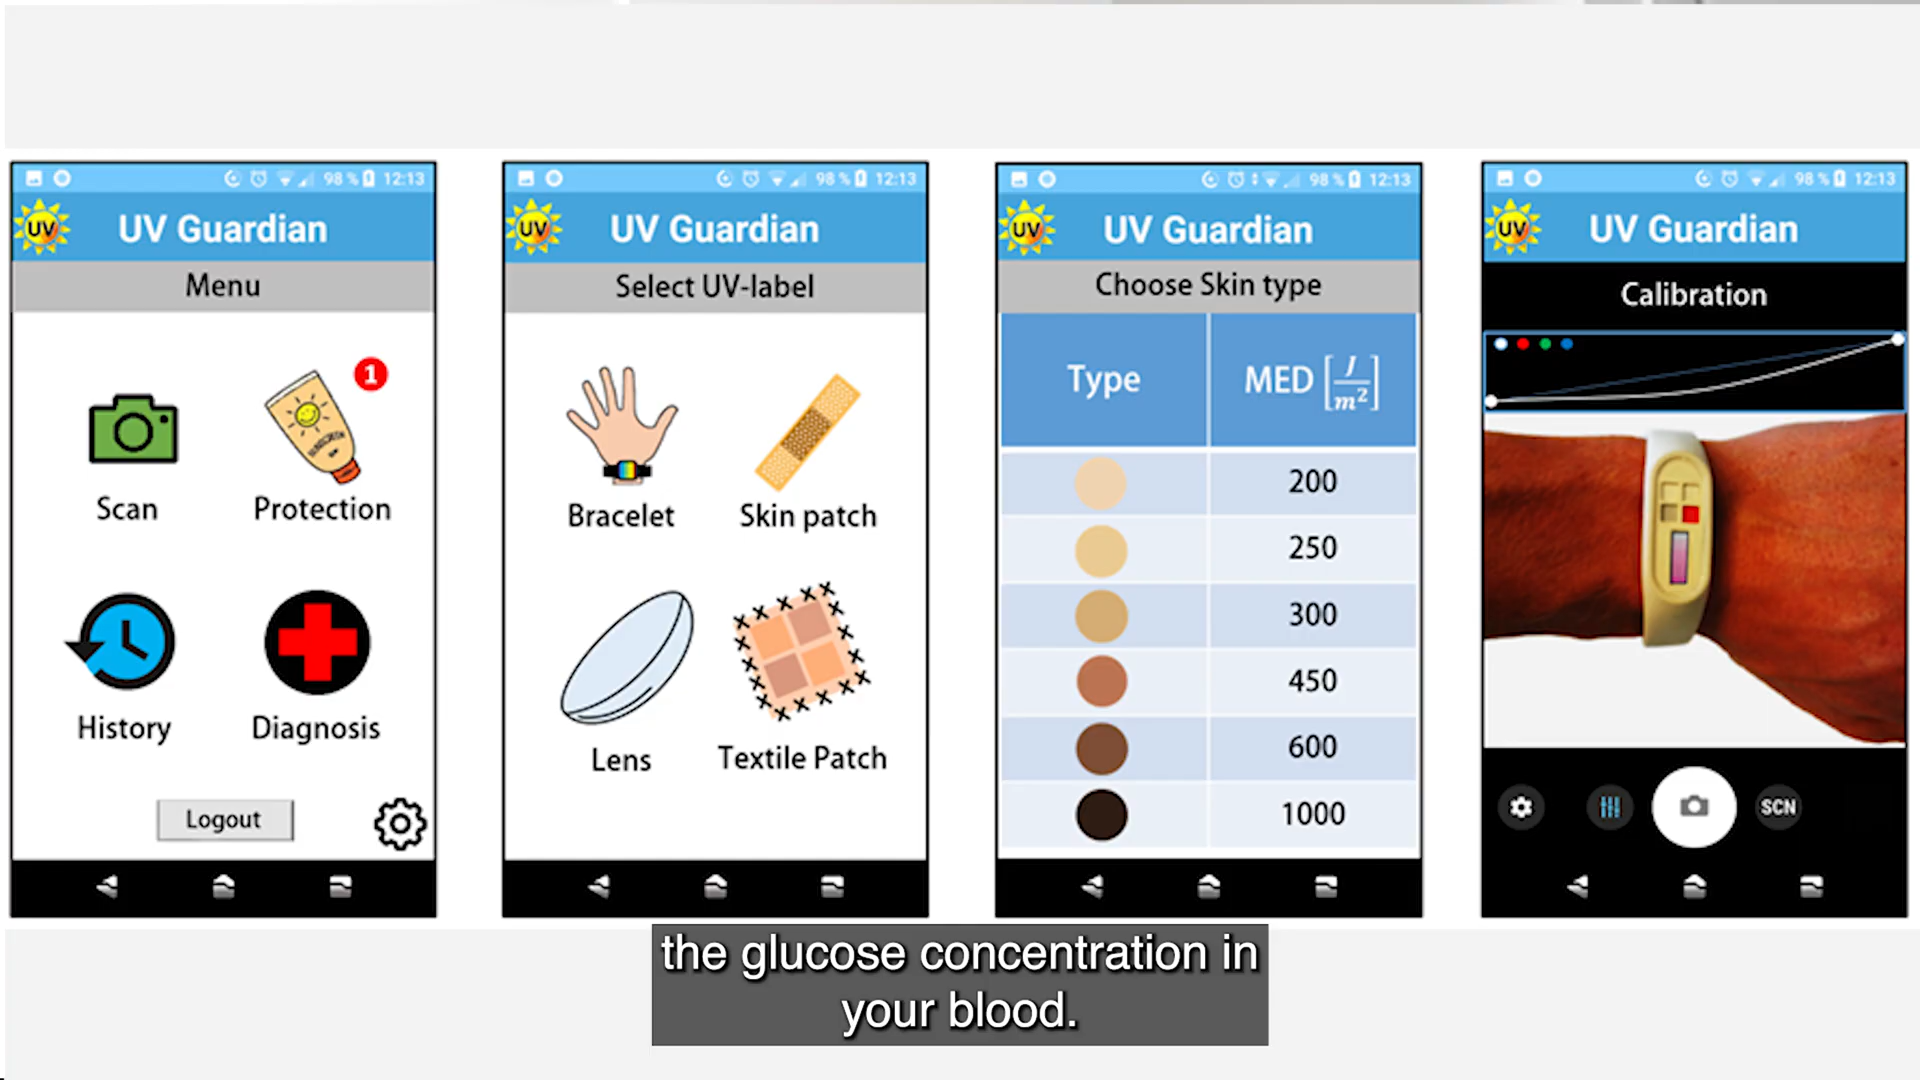 98 % 12:13
UV
UV Guardian
Menu
1
SUNSCREEN
Scan
Protection
History
Diagnosis
Logout
98 % 12:13
UV
UV Guardian
Select UV-label
Bracelet
Skin patch
Lens
Textile Patch
98 % 12:13
UV
UV Guardian
Choose Skin type
Type
MED [J/m²]
200
250
300
450
600
1000
98 % 12:13
UV
UV Guardian
Calibration
SCN
the glucose concentration in
your blood.